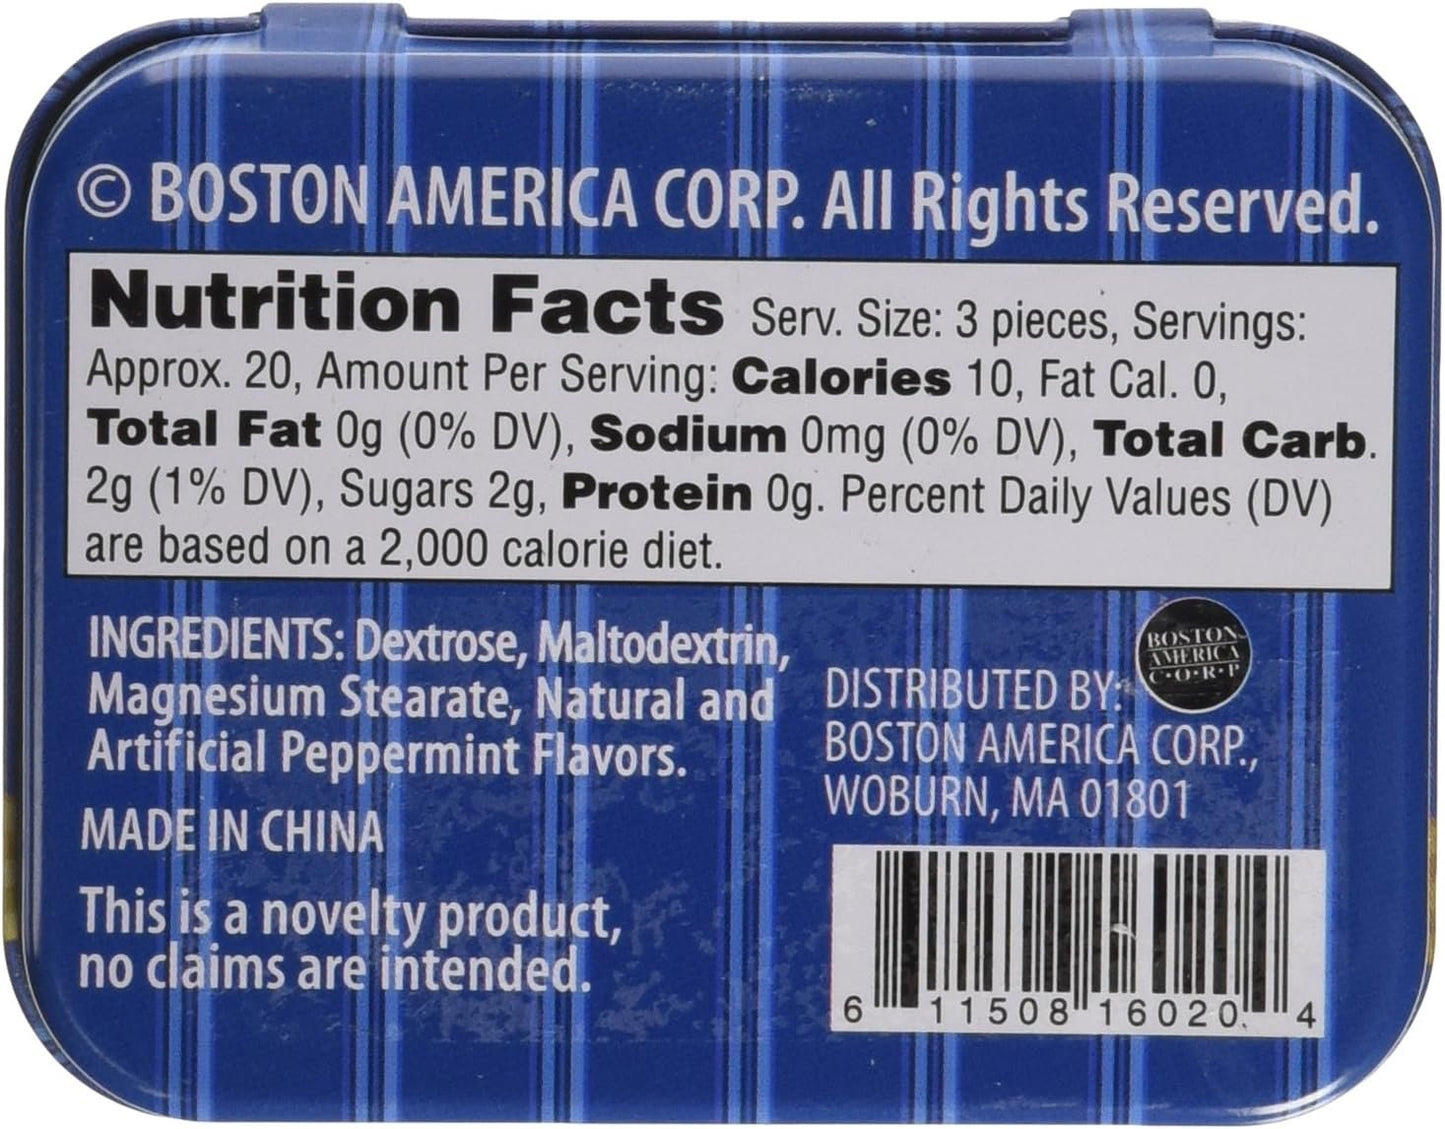 © BOSTON AMERICA CORP. All Rights Reserved.
Nutrition Facts Serv. Size: 3 pieces, Servings:
Approx. 20, Amount Per Serving: Calories 10, Fat Cal. 0,
Total Fat 0g (0% DV), Sodium 0mg (0% DV), Total Carb.
2g (1% DV), Sugars 2g, Protein 0g. Percent Daily Values (DV)
are based on a 2,000 calorie diet.
INGREDIENTS: Dextrose, Maltodextrin,
Magnesium Stearate, Natural and
Artificial Peppermint Flavors.
MADE IN CHINA
This is a novelty product,
no claims are intended.
BOSTON
AMERICA
C•O•R•P
DISTRIBUTED BY:
BOSTON AMERICA CORP.,
WOBURN, MA 01801
6 11508 16020 4